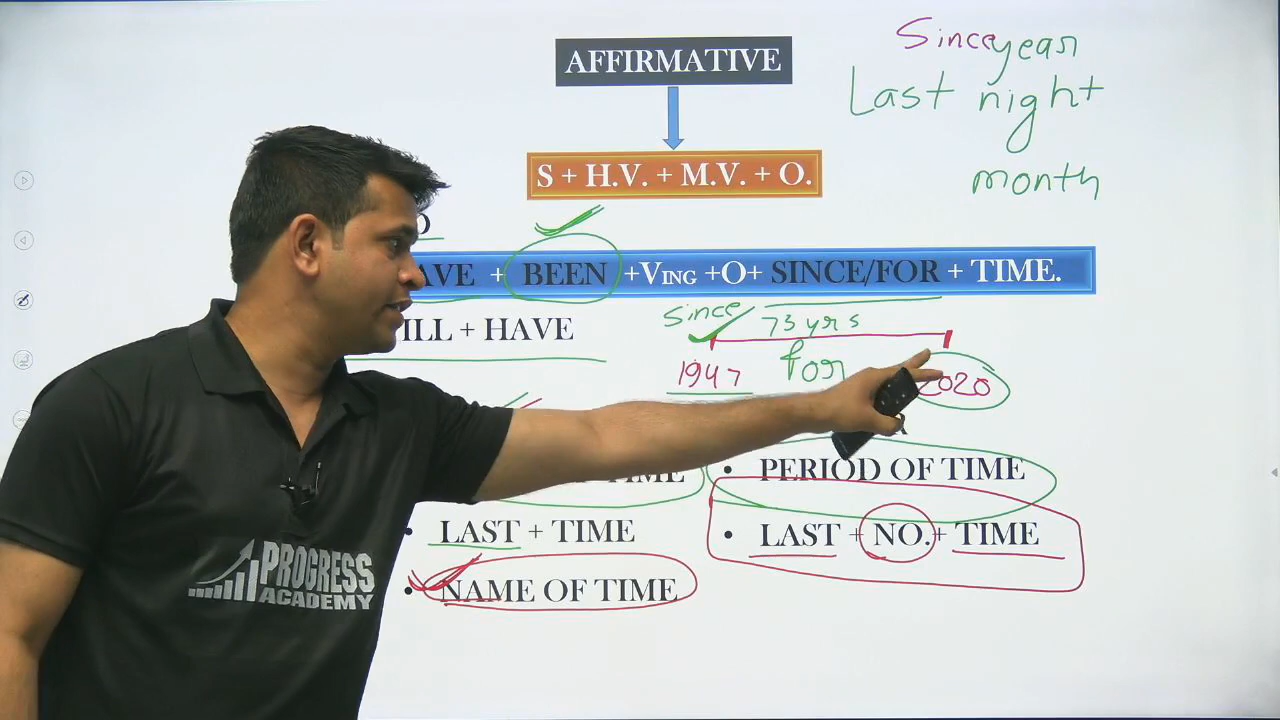 AFFIRMATIVE
Since year
Last night
month
S + H.V. + M.V. + O.
AVE + BEEN +VING +O+ SINCE/FOR + TIME.
ILL + HAVE
since 73 yrs
1947 for 2020
TIME
• PERIOD OF TIME
• LAST + TIME
• LAST + NO.+ TIME
• NAME OF TIME
PROGRESS
ACADEMY